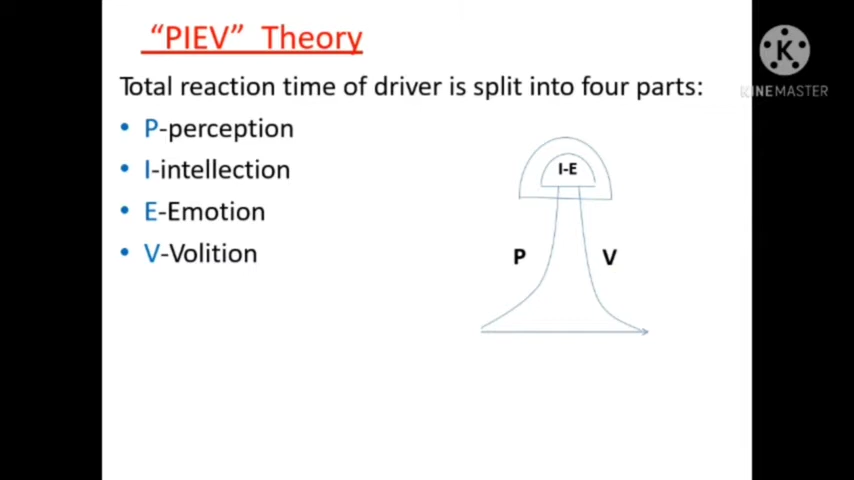 “PIEV” Theory
Total reaction time of driver is split into four parts:
• P-perception
• I-intellection
• E-Emotion
• V-Volition
I-E
P
V
K
KINEMASTER